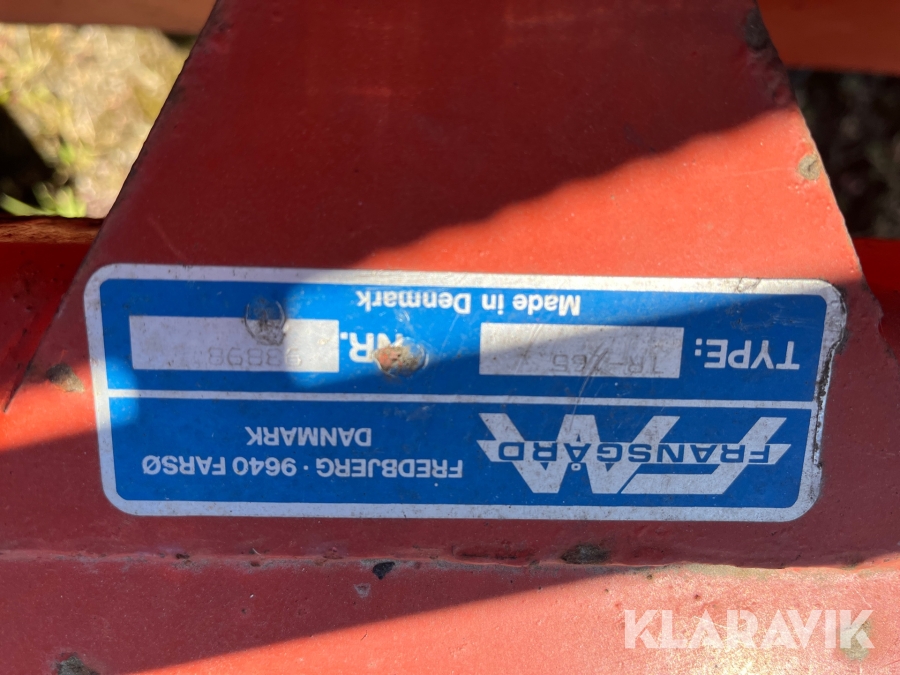 FRANSGÅRD
FREDBJERG · 9640 FARSØ
DANMARK
TYPE:
NR.
Made in Denmark
KLARAVIK